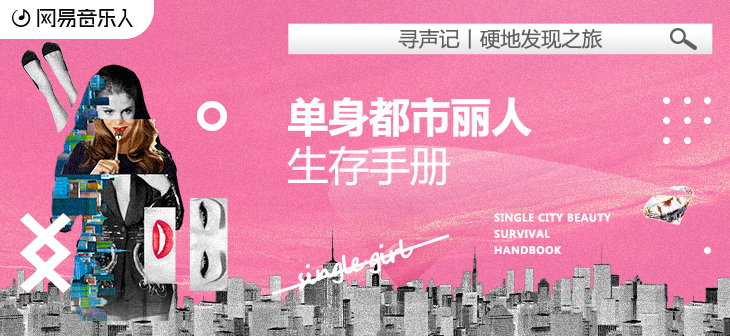 网易音乐人
寻声记｜硬地发现之旅
单身都市丽人
生存手册
SINGLE CITY BEAUTY
SURVIVAL
HANDBOOK
single girl